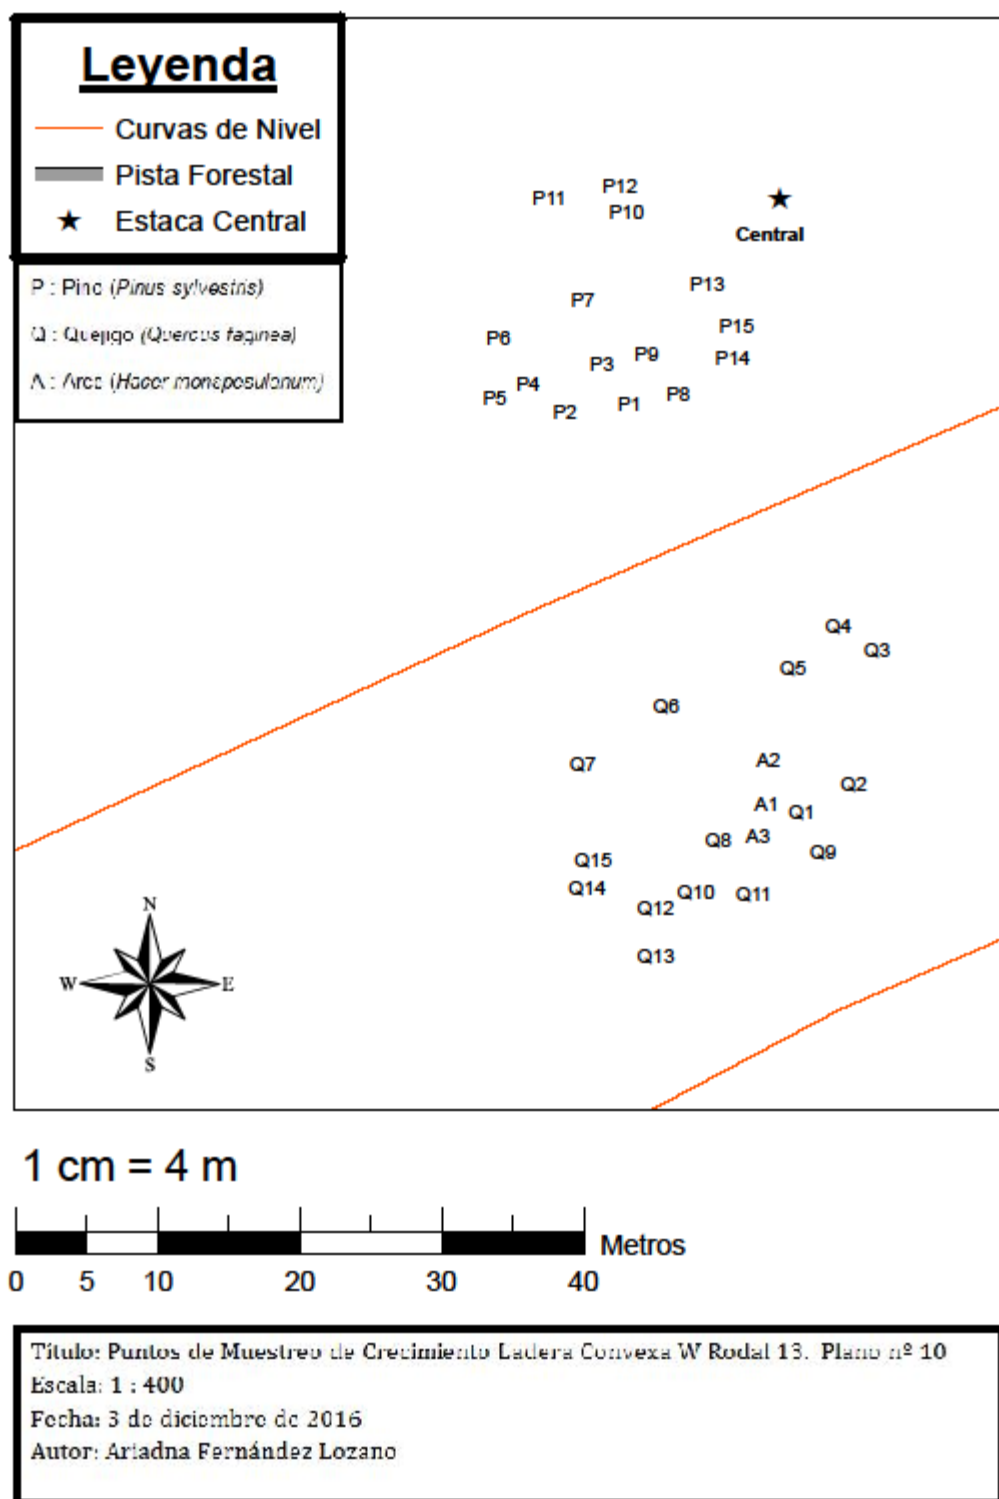 Leyenda
Curvas de Nivel
Pista Forestal
Estaca Central
P : Pino (Pinus sylvestris)
Q : Quejigo (Quercus faginea)
A : Arce (Hacer monspesulanum)
P11
P12
P10
Central
P13
P7
P15
P6
P9
P14
P3
P4
P8
P5
P1
P2
Q4
Q3
Q5
Q6
A2
Q7
Q2
A1
Q1
A3
Q8
Q9
Q15
Q14
Q10
Q11
Q12
Q13
N
W E
S
1 cm = 4 m
Metros
0 5 10 20 30 40
Título: Puntos de Muestreo de Crecimiento Ladera Convexa W Rodal 13. Plano nº 10
Escala: 1 : 400
Fecha: 3 de diciembre de 2016
Autor: Ariadna Fernández Lozano